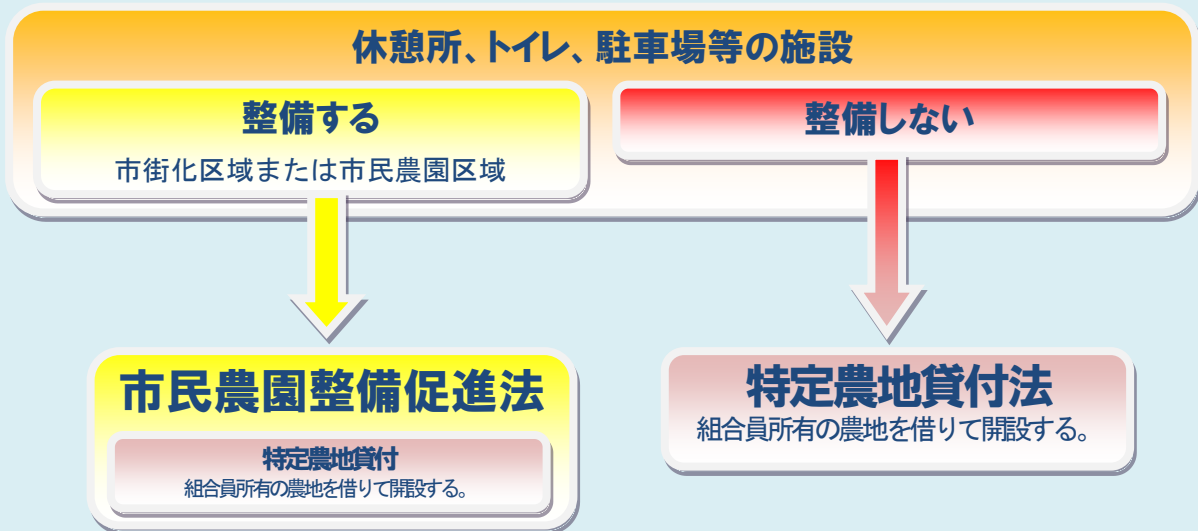 休憩所、トイレ、駐車場等の施設
整備する
市街化区域または市民農園区域
整備しない
市民農園整備促進法
特定農地貸付
組合員所有の農地を借りて開設する。
特定農地貸付法
組合員所有の農地を借りて開設する。